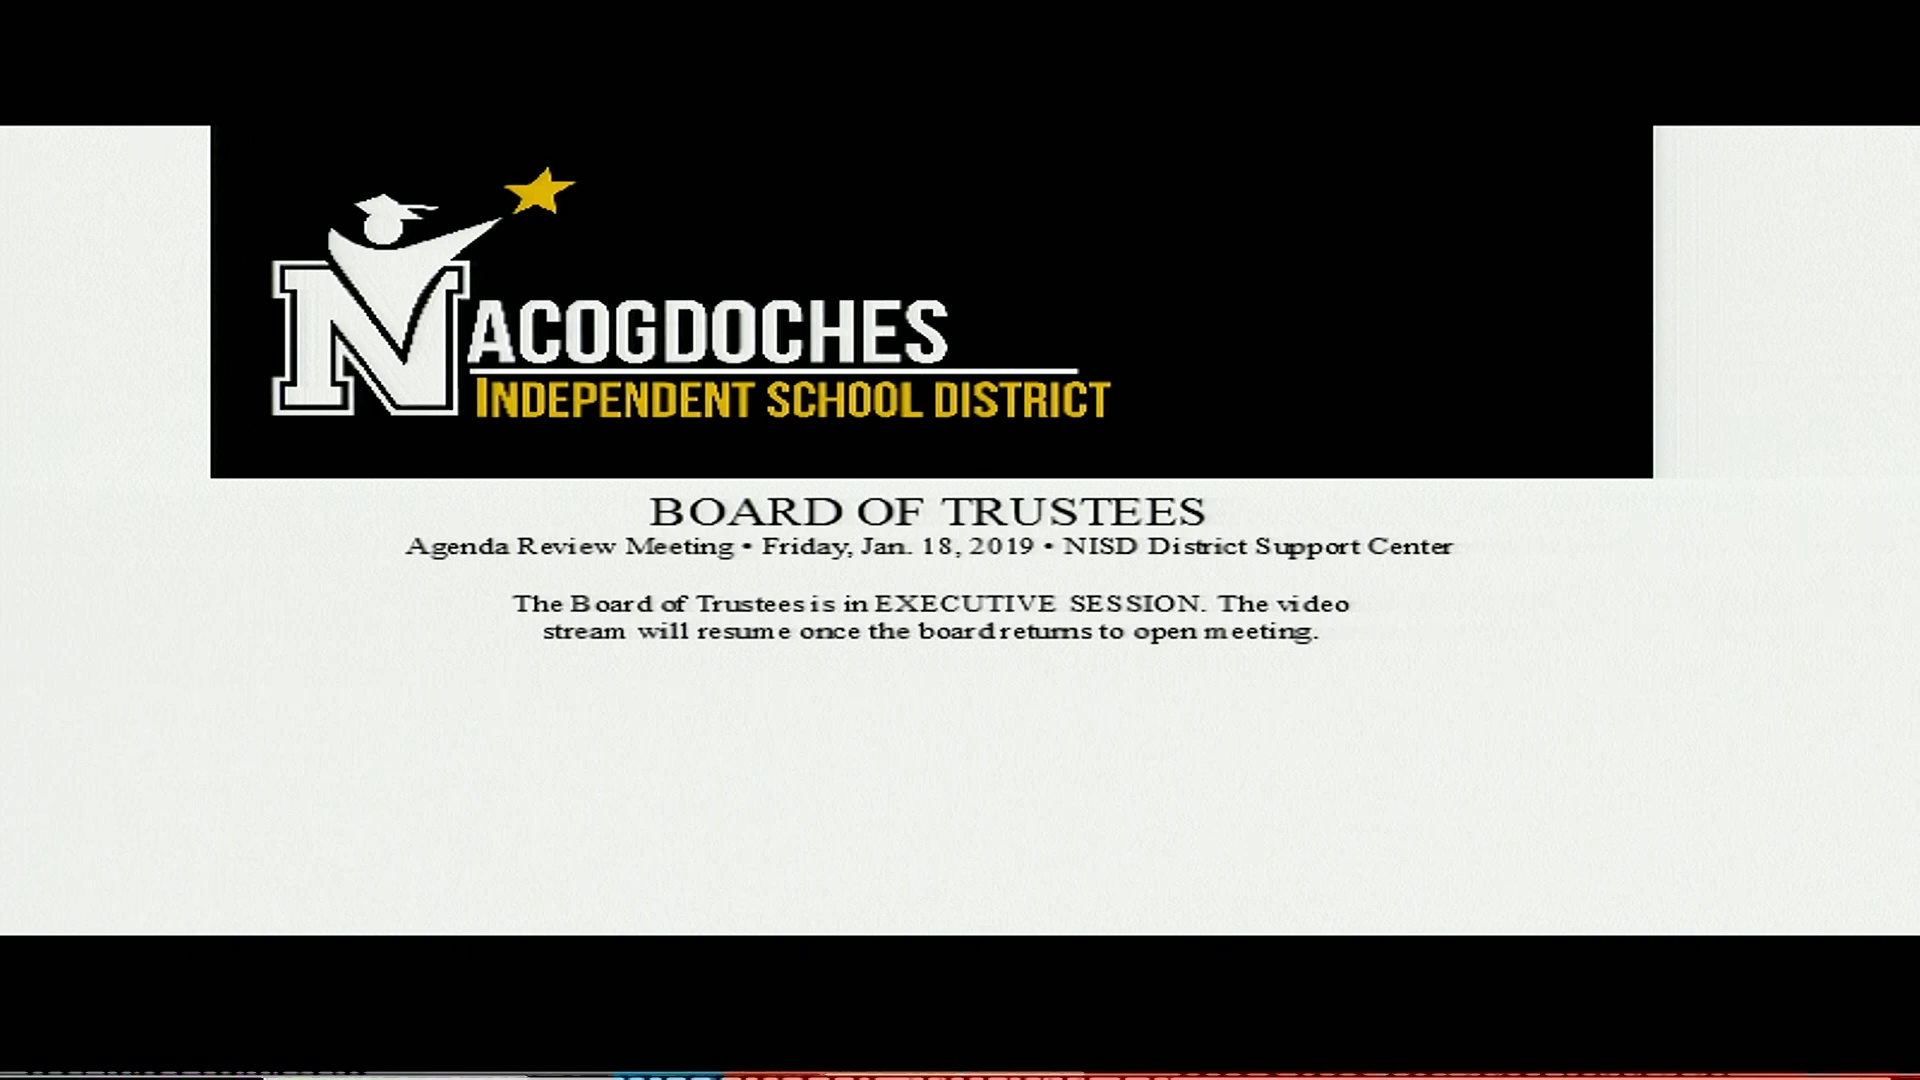 NACOGDOCHES
INDEPENDENT SCHOOL DISTRICT
BOARD OF TRUSTEES
Agenda Review Meeting • Friday, Jan. 18, 2019 • NISD District Support Center
The Board of Trustees is in EXECUTIVE SESSION. The video
stream will resume once the board returns to open meeting.